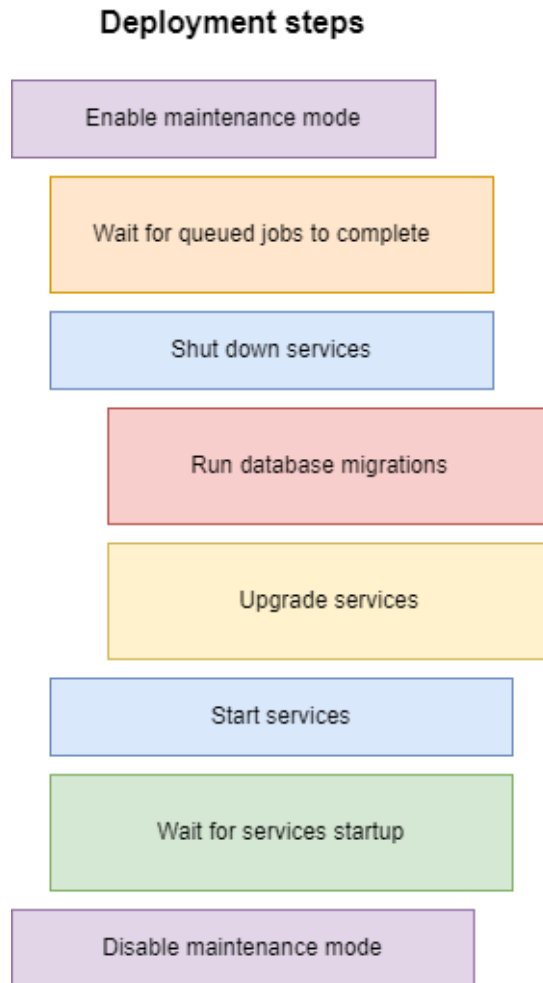 Deployment steps
Enable maintenance mode
Wait for queued jobs to complete
Shut down services
Run database migrations
Upgrade services
Start services
Wait for services startup
Disable maintenance mode